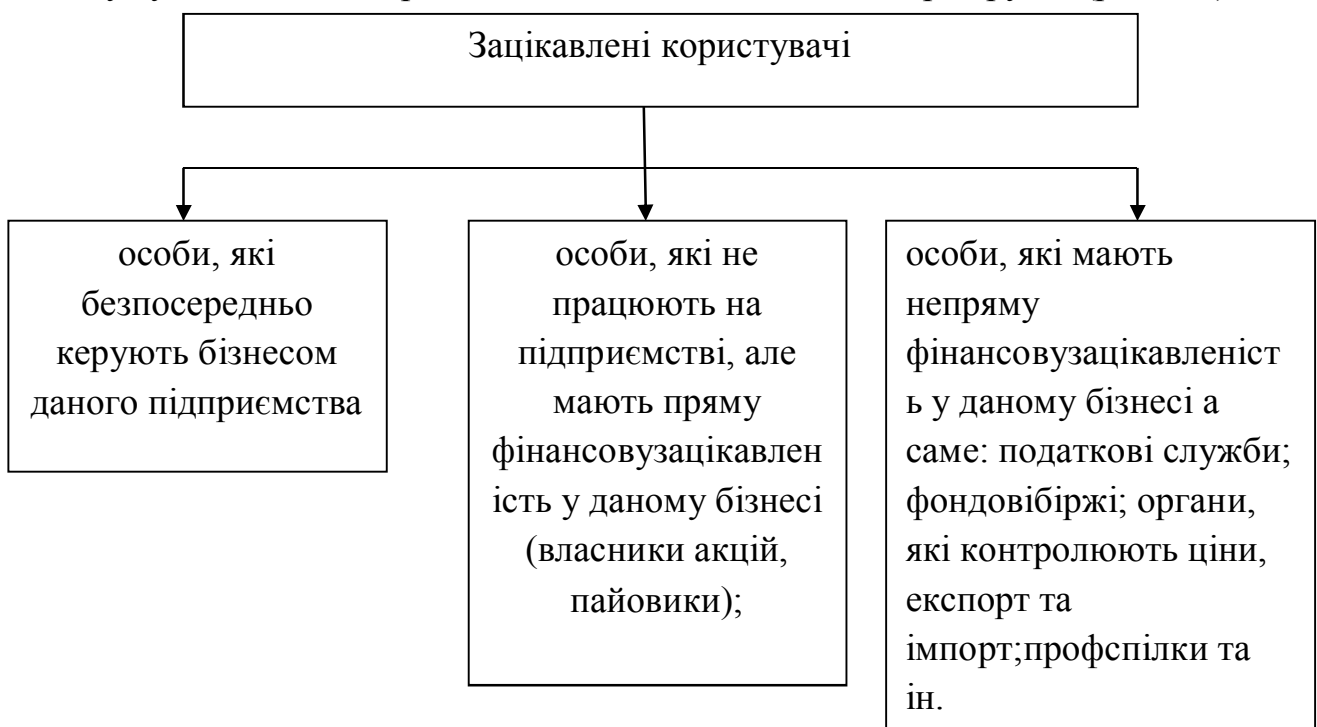 Зацікавлені користувачі
особи, які
безпосередньо
керують бізнесом
даного підприємства
особи, які не
працюють на
підприємстві, але
мають пряму
фінансовузацікавлен
ість у даному бізнесі
(власники акцій,
пайовики);
особи, які мають
непряму
фінансовузацікавленіст
ь у даному бізнесі а
саме: податкові служби;
фондовібіржі; органи,
які контролюють ціни,
експорт та
імпорт;профспілки та
ін.